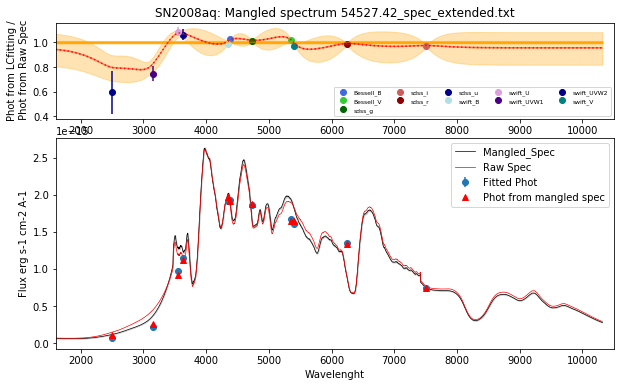 SN2008aq: Mangled spectrum 54527.42_spec_extended.txt
Phot from LCfitting /
Phot from Raw Spec
1.0
0.8
0.6
0.4
Bessell_B
Bessell_V
sdss_g
sdss_i
sdss_r
sdss_u
swift_B
swift_U
swift_UVW1
swift_UVW2
swift_V
2000 3000 4000 5000 6000 7000 8000 9000 10000
Flux erg s-1 cm-2 A-1
2.5
2.0
1.5
1.0
0.5
0.0
Mangled_Spec
Raw Spec
Fitted Phot
Phot from mangled spec
2000 3000 4000 5000 6000 7000 8000 9000 10000
Wavelenght